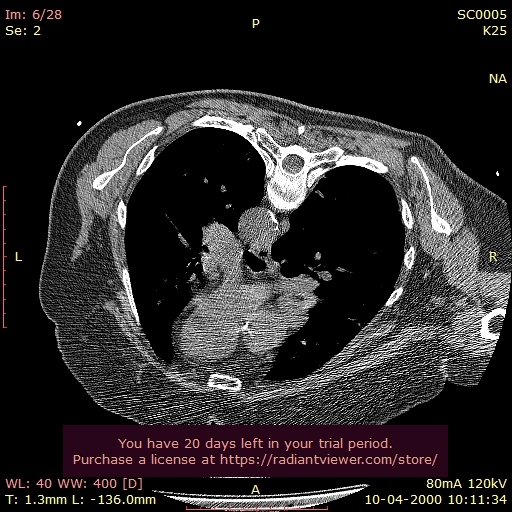 Im: 6/28
Se: 2
P
SC0005
K25
NA
L
R
You have 20 days left in your trial period.
Purchase a license at https://radiantviewer.com/store/
WL: 40 WW: 400 [D]
T: 1.3mm L: -136.0mm
A
80mA 120kV
10-04-2000 10:11:34